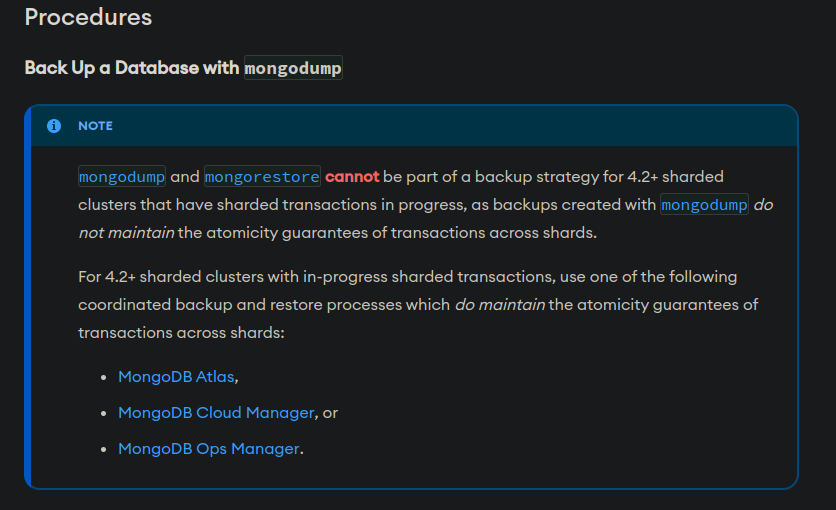 Procedures
Back Up a Database with mongodump
NOTE
mongodump and mongorestore cannot be part of a backup strategy for 4.2+ sharded
clusters that have sharded transactions in progress, as backups created with mongodump do
not maintain the atomicity guarantees of transactions across shards.
For 4.2+ sharded clusters with in-progress sharded transactions, use one of the following
coordinated backup and restore processes which do maintain the atomicity guarantees of
transactions across shards:
• MongoDB Atlas,
• MongoDB Cloud Manager, or
• MongoDB Ops Manager.